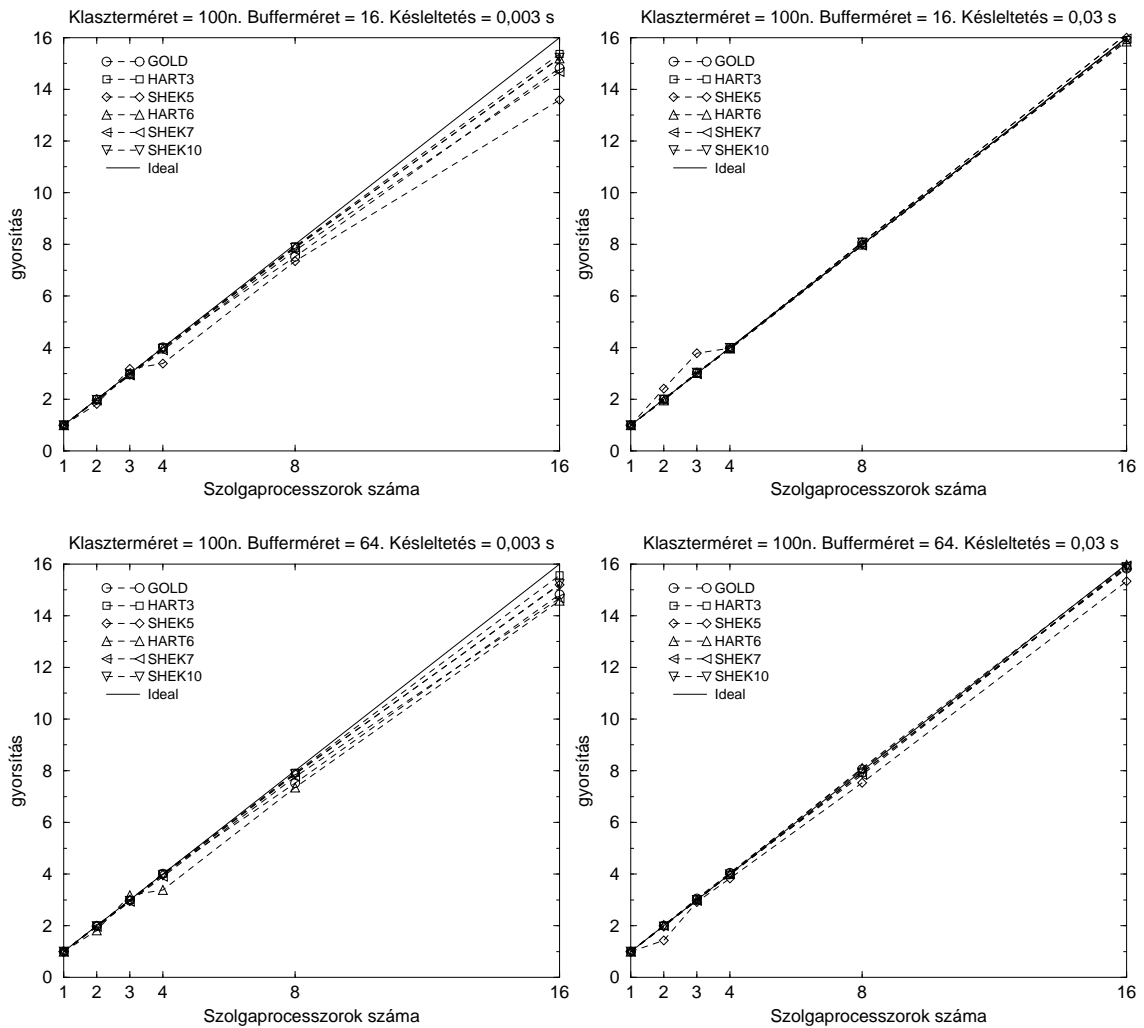 Klaszterméret = 100n. Bufferméret = 16. Késleltetés = 0,003 s
16
14
12
10
8
6
4
2
0
gyorsítás
GOLD
HART3
SHEK5
HART6
SHEK7
SHEK10
Ideal
1 2 3 4 8 16
Szolgaprocesszorok száma
Klaszterméret = 100n. Bufferméret = 16. Késleltetés = 0,03 s
16
14
12
10
8
6
4
2
0
gyorsítás
GOLD
HART3
SHEK5
HART6
SHEK7
SHEK10
Ideal
1 2 3 4 8 16
Szolgaprocesszorok száma
Klaszterméret = 100n. Bufferméret = 64. Késleltetés = 0,003 s
16
14
12
10
8
6
4
2
0
gyorsítás
GOLD
HART3
SHEK5
HART6
SHEK7
SHEK10
Ideal
1 2 3 4 8 16
Szolgaprocesszorok száma
Klaszterméret = 100n. Bufferméret = 64. Késleltetés = 0,03 s
16
14
12
10
8
6
4
2
0
gyorsítás
GOLD
HART3
SHEK5
HART6
SHEK7
SHEK10
Ideal
1 2 3 4 8 16
Szolgaprocesszorok száma